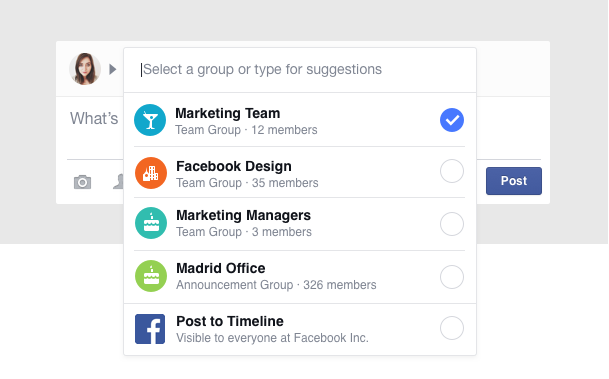 Select a group or type for suggestions
Marketing Team
Team Group · 12 members
What's
Facebook Design
Team Group · 35 members
Post
Marketing Managers
Team Group · 3 members
Madrid Office
Announcement Group · 326 members
Post to Timeline
Visible to everyone at Facebook Inc.